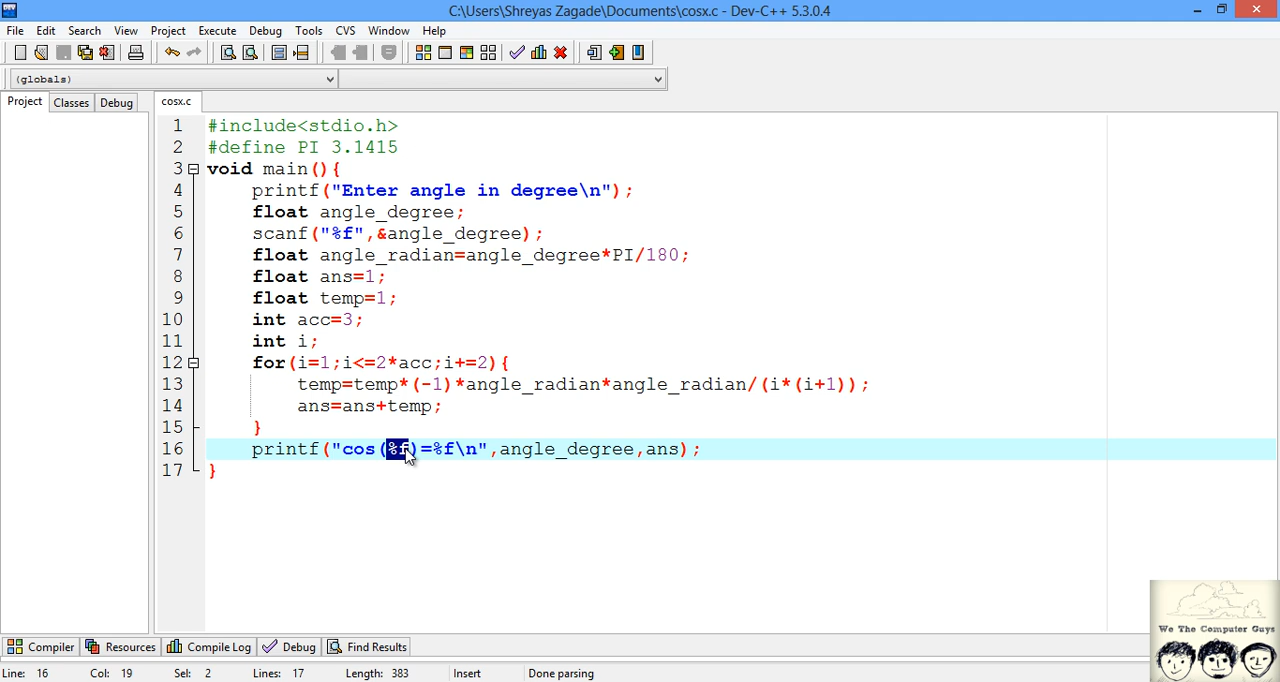 C:\Users\Shreyas Zagade\Documents\cosx.c - Dev-C++ 5.3.0.4
File Edit Search View Project Execute Debug Tools CVS Window Help
(globals)
Project Classes Debug cosx.c
1 #include<stdio.h>
2 #define PI 3.1415
3 void main(){
4 printf("Enter angle in degree\n");
5 float angle_degree;
6 scanf("%f",&angle_degree);
7 float angle_radian=angle_degree*PI/180;
8 float ans=1;
9 float temp=1;
10 int acc=3;
11 int i;
12 for(i=1;i<=2*acc;i+=2){
13 temp=temp*(-1)*angle_radian*angle_radian/(i*(i+1));
14 ans=ans+temp;
15 }
16 printf("cos(%f)=%f\n",angle_degree,ans);
17 }
We The Computer Guys
Compiler Resources Compile Log Debug Find Results
Line: 16 Col: 19 Sel: 2 Lines: 17 Length: 383 Insert Done parsing